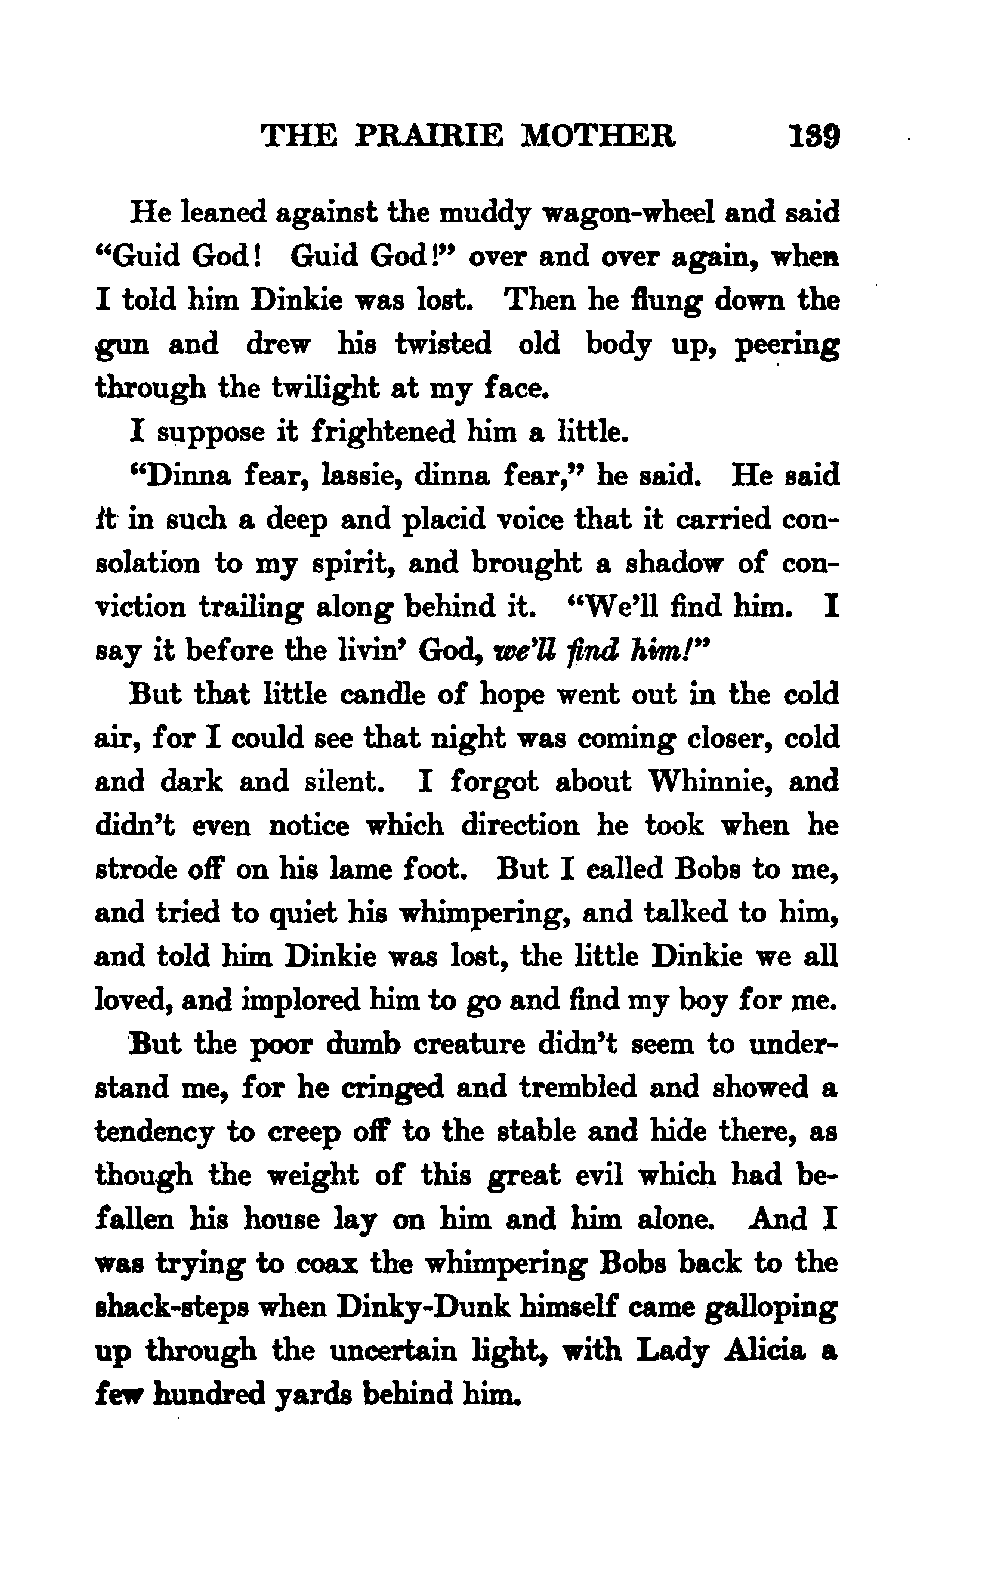 THE PRAIRIE MOTHER 139
He leaned against the muddy wagon-wheel and said
“Guid God! Guid God!” over and over again, when
I told him Dinkie was lost. Then he flung down the
gun and drew his twisted old body up, peering
through the twilight at my face.
I suppose it frightened him a little.
“Dinna fear, lassie, dinna fear,” he said. He said
it in such a deep and placid voice that it carried con-
solation to my spirit, and brought a shadow of con-
viction trailing along behind it. “We’ll find him. I
say it before the livin’ God, we’ll find him!”
But that little candle of hope went out in the cold
air, for I could see that night was coming closer, cold
and dark and silent. I forgot about Whinnie, and
didn’t even notice which direction he took when he
strode off on his lame foot. But I called Bobs to me,
and tried to quiet his whimpering, and talked to him,
and told him Dinkie was lost, the little Dinkie we all
loved, and implored him to go and find my boy for me.
But the poor dumb creature didn’t seem to under-
stand me, for he cringed and trembled and showed a
tendency to creep off to the stable and hide there, as
though the weight of this great evil which had be-
fallen his house lay on him and him alone. And I
was trying to coax the whimpering Bobs back to the
shack-steps when Dinky-Dunk himself came galloping
up through the uncertain light, with Lady Alicia a
few hundred yards behind him.